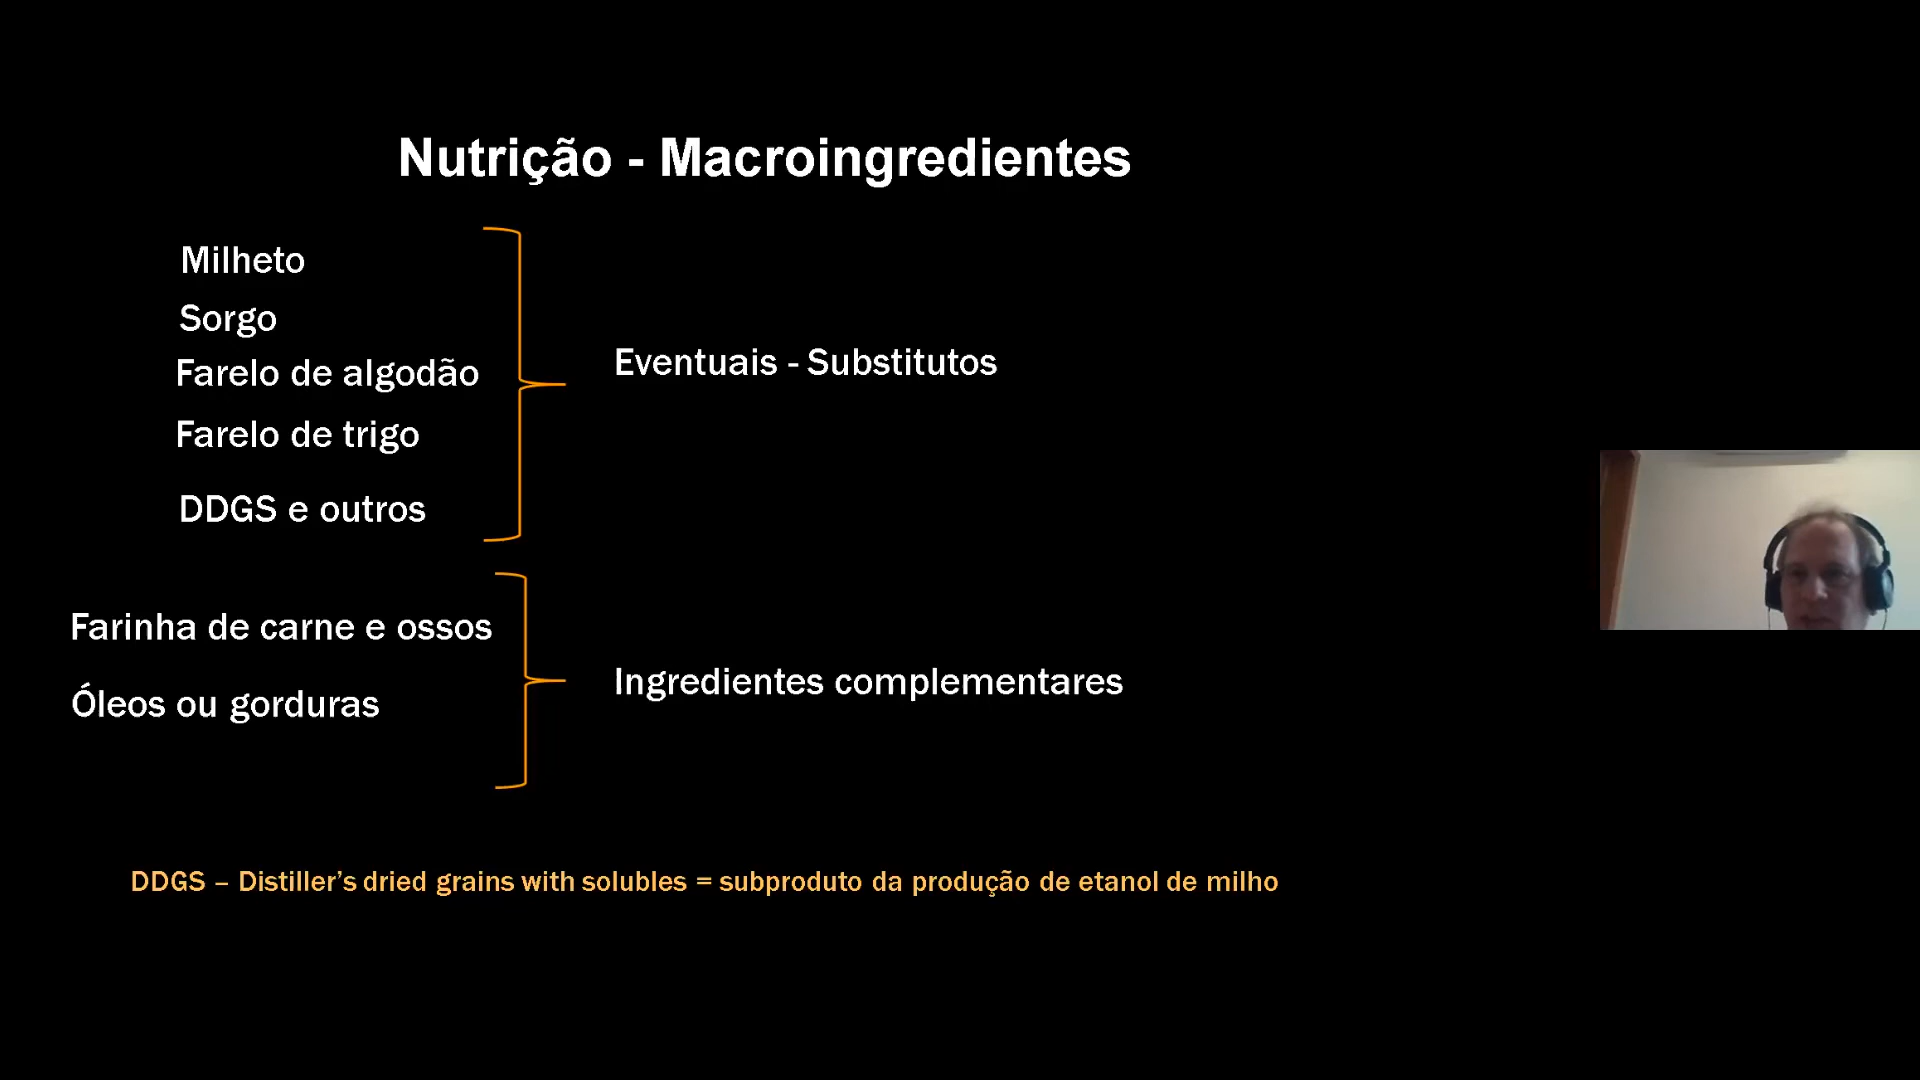 Nutrição - Macroingredientes
Milheto
Sorgo
Farelo de algodão
Farelo de trigo
DDGS e outros
Eventuais - Substitutos
Farinha de carne e ossos
Óleos ou gorduras
Ingredientes complementares
DDGS – Distiller’s dried grains with solubles = subproduto da produção de etanol de milho